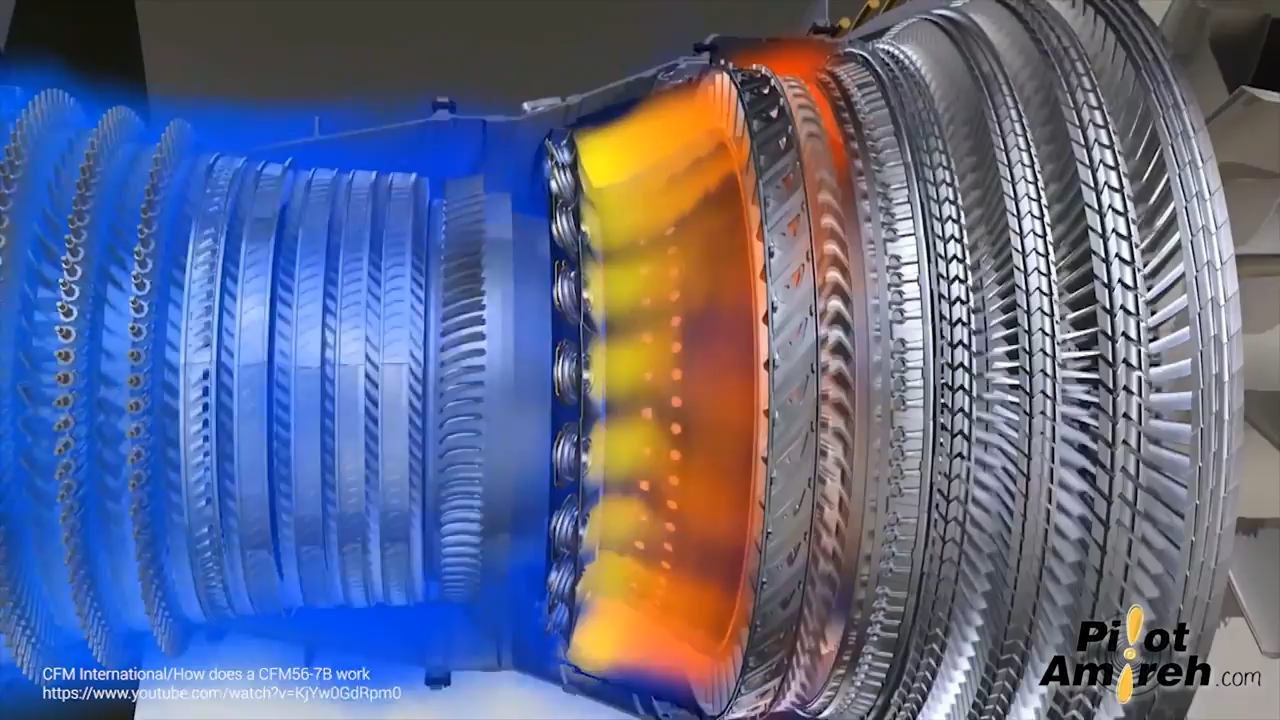 CFM International/How does a CFM56-7B work
https://www.youtube.com/watch?v=KjYw0GdRpm0
Pilot
Amireh.com